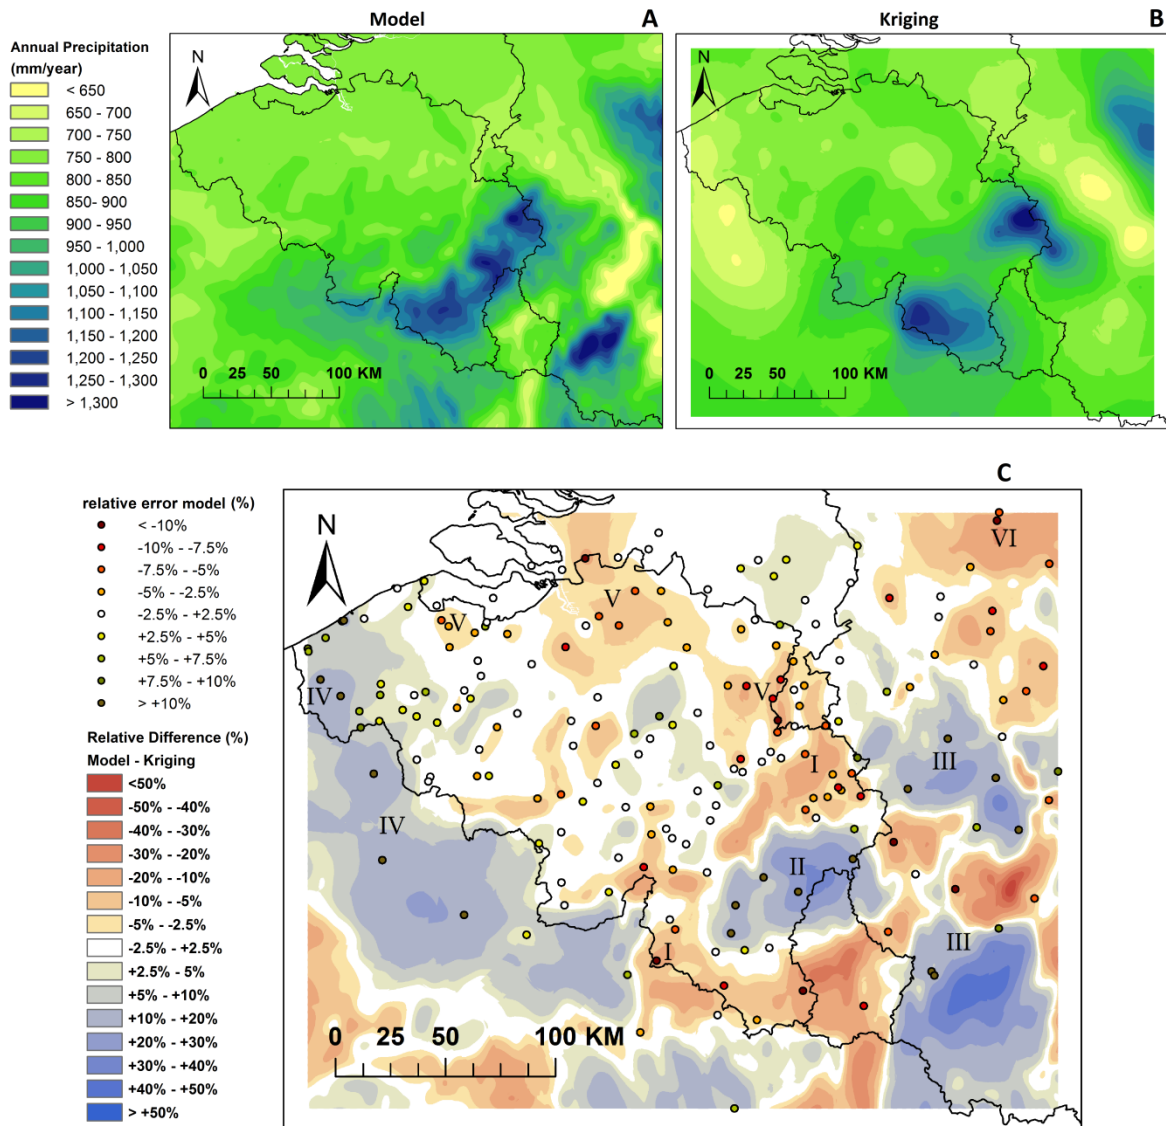 Model
A
Kriging
B
Annual Precipitation
(mm/year)
< 650
650 - 700
700 - 750
750 - 800
800 - 850
850- 900
900 - 950
950 - 1,000
1,000 - 1,050
1,050 - 1,100
1,100 - 1,150
1,150 - 1,200
1,200 - 1,250
1,250 - 1,300
> 1,300
N
0 25 50 100 KM
N
0 25 50 100 KM
C
relative error model (%)
< -10%
-10% - -7.5%
-7.5% - -5%
-5% - -2.5%
-2.5% - +2.5%
+2.5% - +5%
+5% - +7.5%
+7.5% - +10%
> +10%
Relative Difference (%)
Model - Kriging
<50%
-50% - -40%
-40% - -30%
-30% - -20%
-20% - -10%
-10% - -5%
-5% - -2.5%
-2.5% - +2.5%
+2.5% - 5%
+5% - +10%
+10% - +20%
+20% - +30%
+30% - +40%
+40% - +50%
> +50%
N
VI
V
V
IV
V
I
III
IV
II
I
III
0 25 50 100 KM